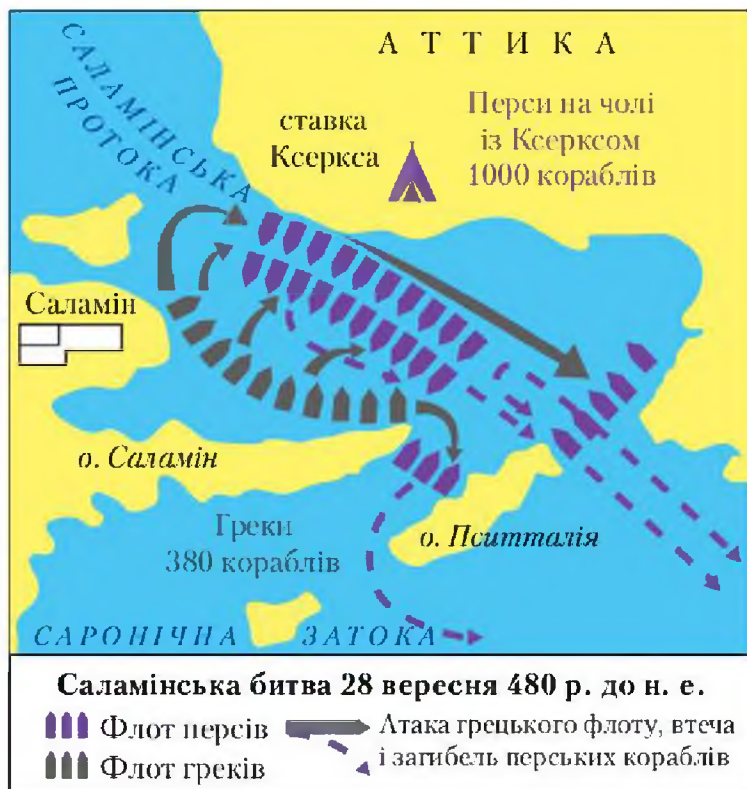 АТТИКА
САЛАМІНСЬКА
ПРОТОКА
ставка
Ксеркса
Перси на чолі
із Ксерксом
1000 кораблів
Саламін
о. Саламін
Греки
380 кораблів
о. Пситталія
САРОНІЧНА ЗАТОКА
Саламінська битва 28 вересня 480 р. до н. е.
Флот персів
Флот греків
Атака грецького флоту, втеча
і загибель перських кораблів